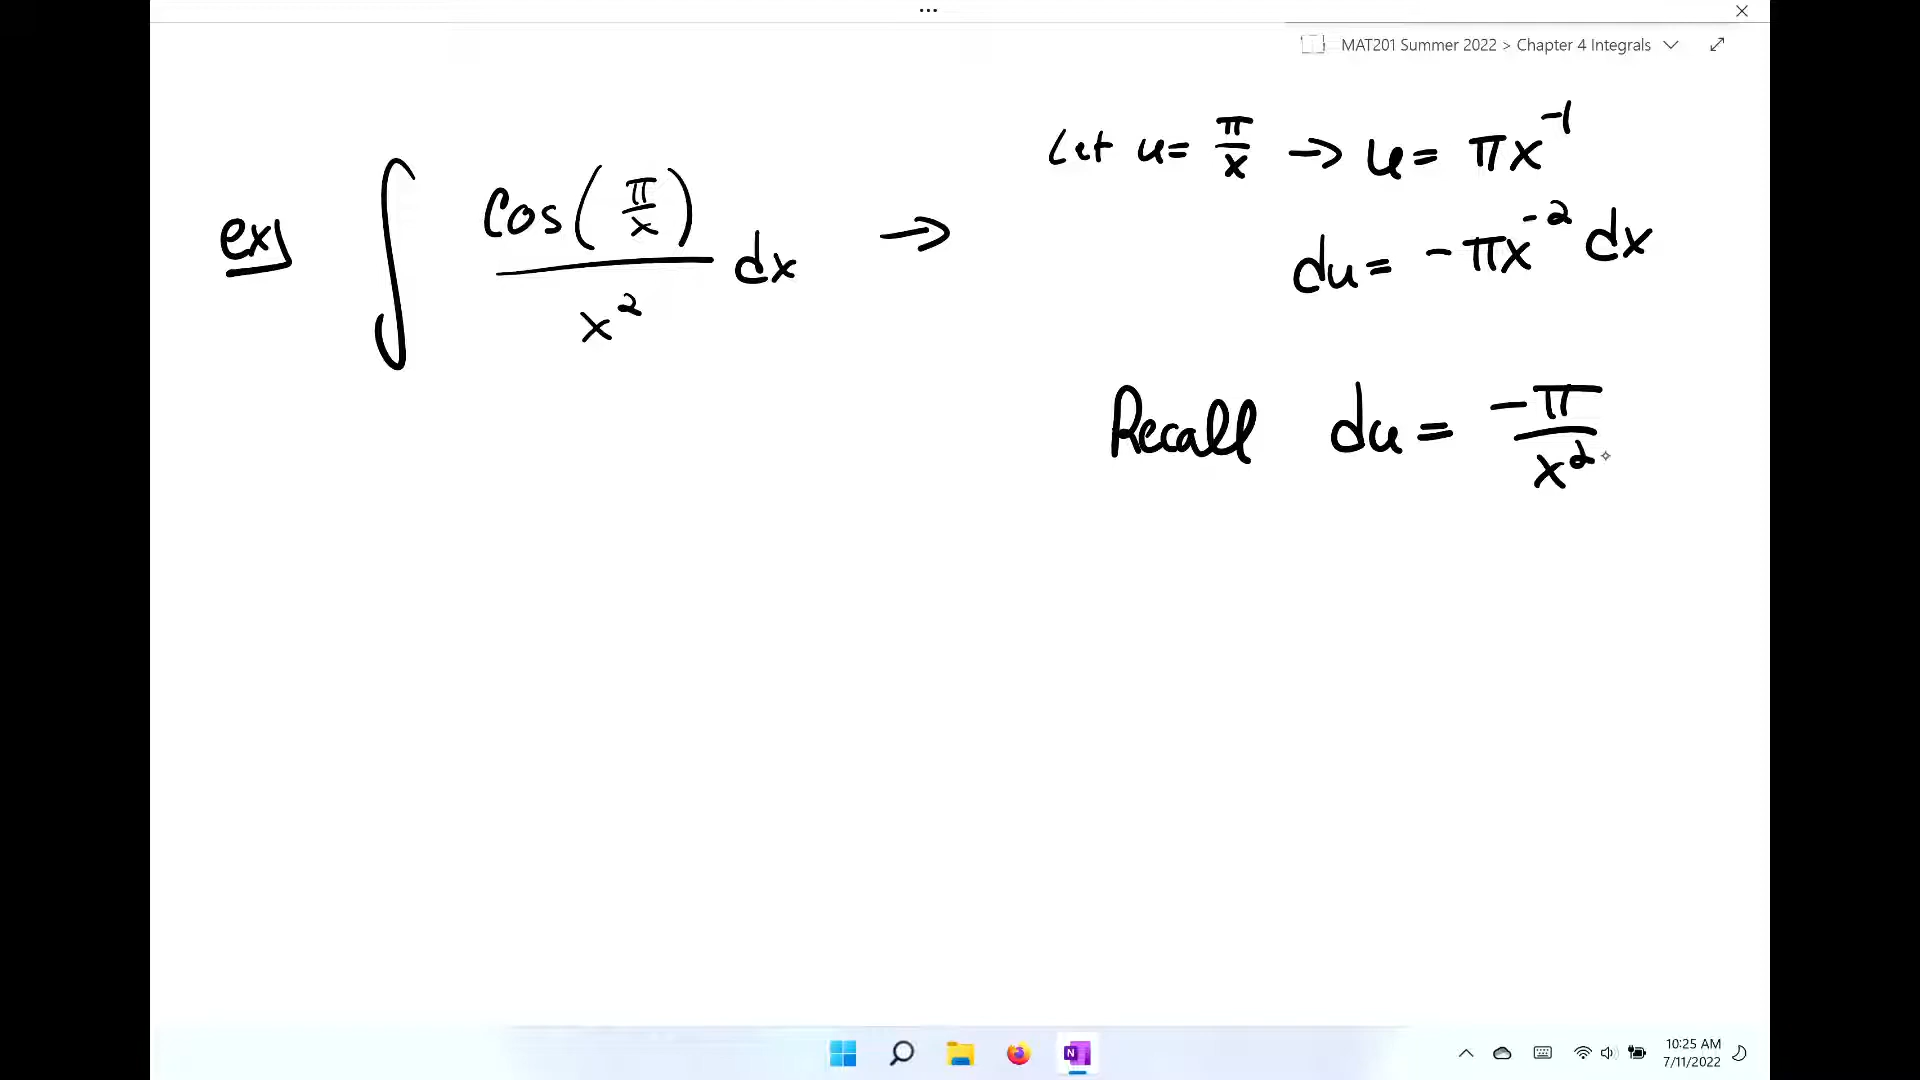 ...
MAT201 Summer 2022 > Chapter 4 Integrals
ex) ∫ cos(π/x)/x² dx →
Let u = π/x → u = πx⁻¹
du = -πx⁻² dx
Recall du = -π/x²
10:25 AM
7/11/2022